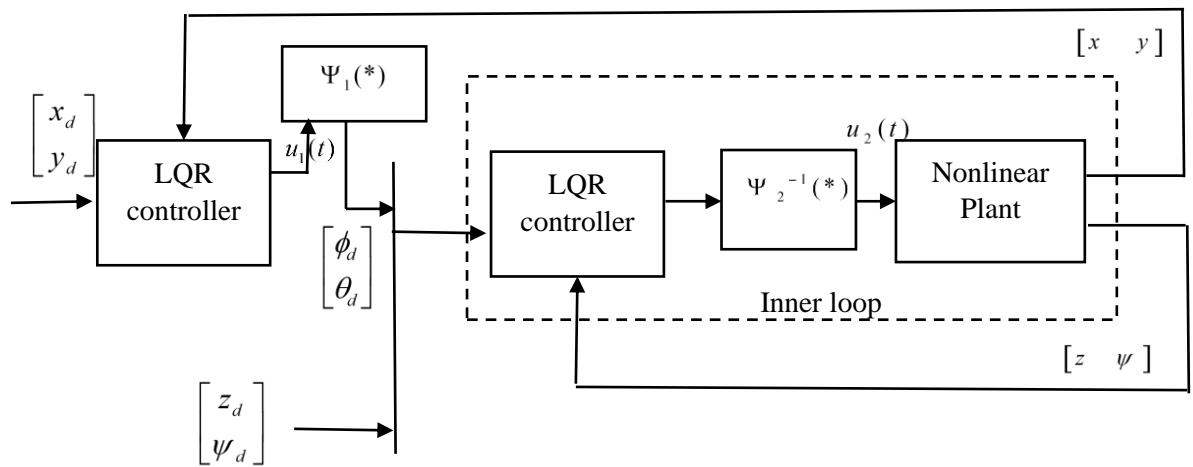 [x y]
Ψ₁(*)
[x_d
y_d]
LQR
controller
u₁(t)
u₂(t)
LQR
controller
Ψ₂⁻¹(*)
Nonlinear
Plant
[ϕ_d
θ_d]
Inner loop
[z ψ]
[z_d
ψ_d]